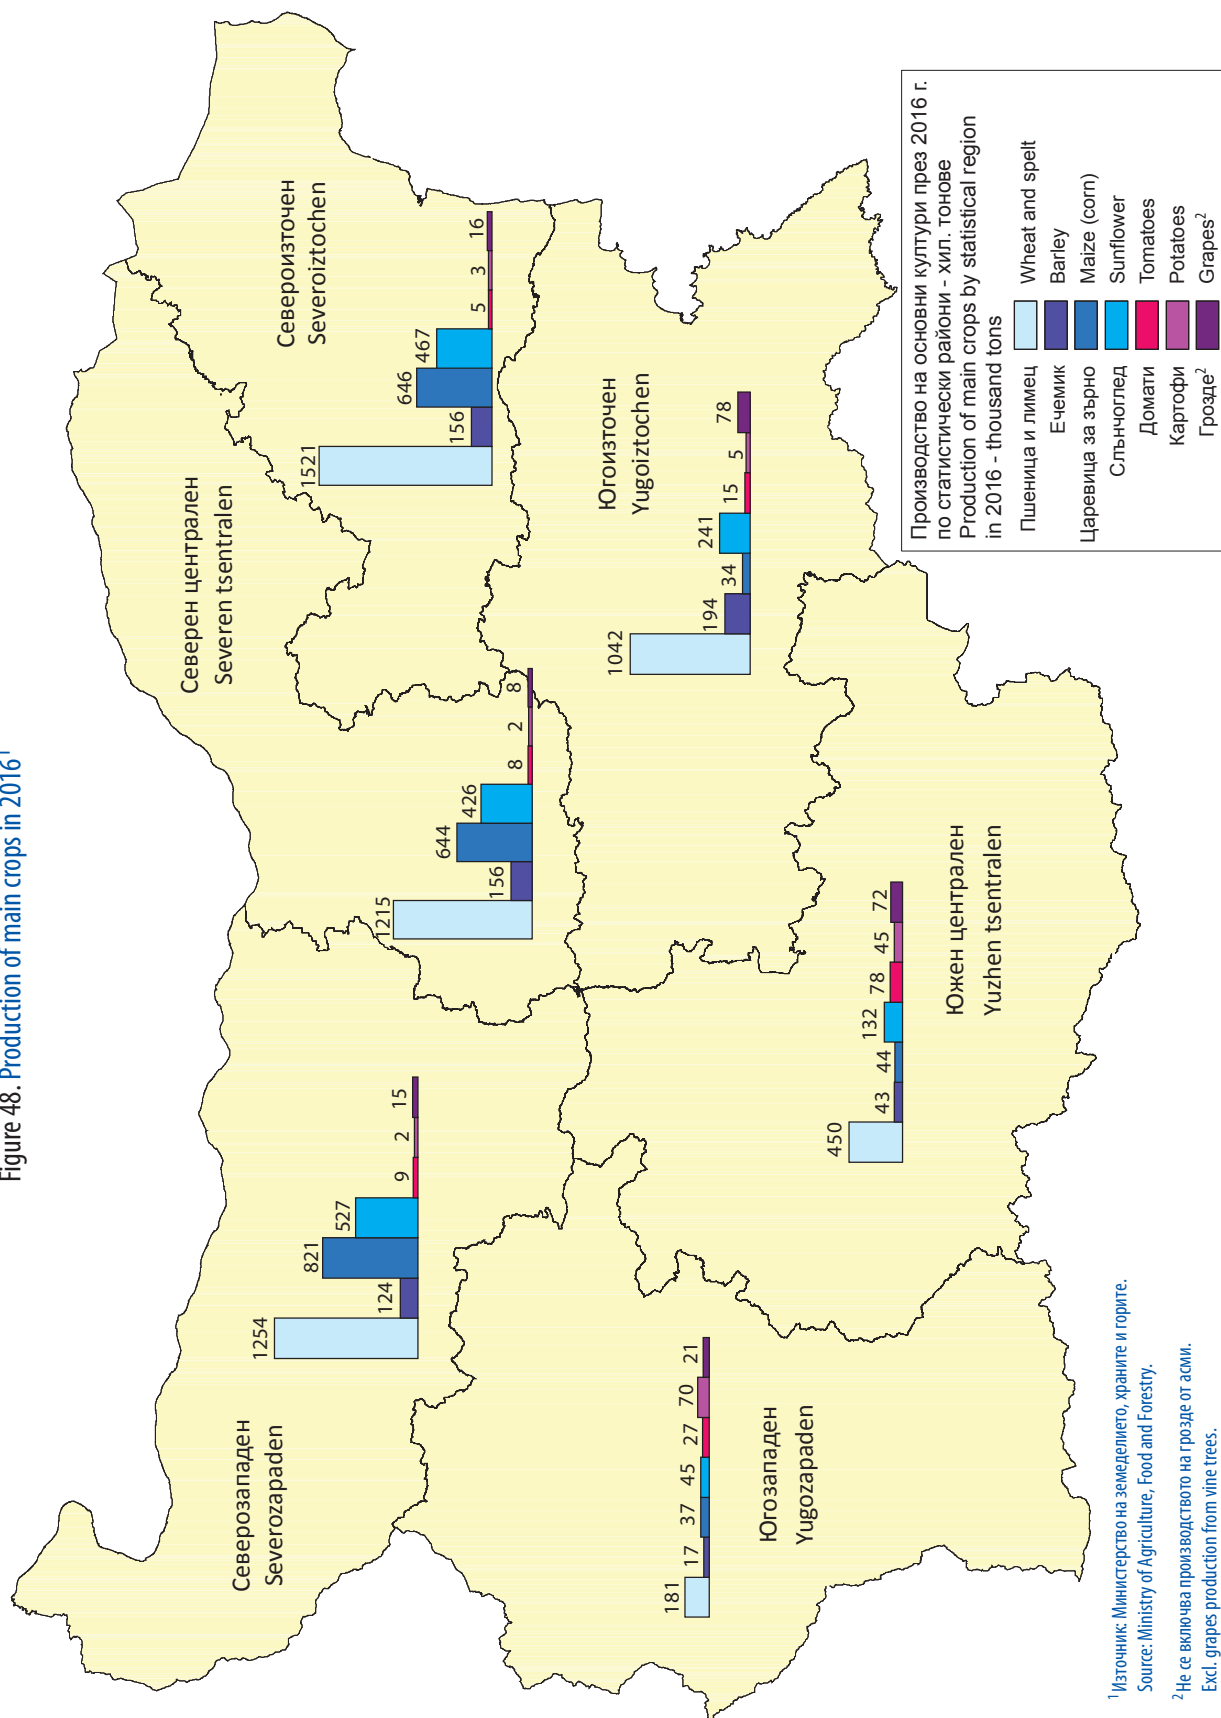 Figure 48. Production of main crops in 2016¹
Северозападен
Severozapaden
1254
124
821
527
9
2
15
Северен централен
Severen tsentralen
1215
156
644
426
8
2
8
Североизточен
Severoiztochen
1521
156
646
467
5
3
16
Югоизточен
Yugoiztochen
1042
194
34
241
15
5
78
Югозападен
Yugozapaden
181
17
37
45
27
70
21
Южен централен
Yuzhen tsentralen
450
43
44
132
78
45
72
Производство на основни култури през 2016 г.
по статистически райони - хил. тонове
Production of main crops by statistical region
in 2016 - thousand tons
Пшеница и лимец Wheat and spelt
Ечемик Barley
Царевица за зърно Maize (corn)
Слънчоглед Sunflower
Домати Tomatoes
Картофи Potatoes
Грозде² Grapes²
¹Източник: Министерство на земеделието, храните и горите.
Source: Ministry of Agriculture, Food and Forestry.
²Не се включва производството на грозде от асми.
Excl. grapes production from vine trees.